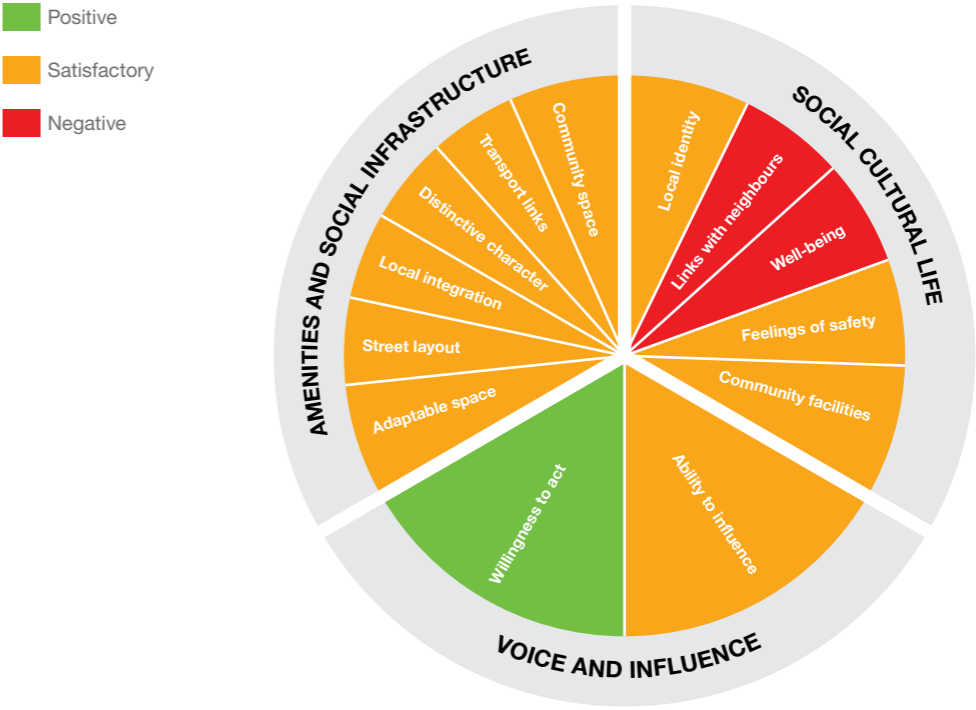 Positive
Satisfactory
Negative
AMENITIES AND SOCIAL INFRASTRUCTURE
Adaptable space
Street layout
Local integration
Distinctive character
Transport links
Community space
SOCIAL CULTURAL LIFE
Local identity
Links with neighbours
Well-being
Feelings of safety
Community facilities
VOICE AND INFLUENCE
Willingness to act
Ability to influence